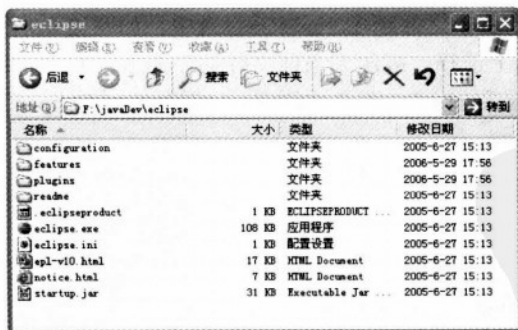 eclipse
文件(F) 编辑(E) 查看(V) 收藏(A) 工具(T) 帮助(H)
后退 搜索 文件夹
地址(D) F:\javaDev\eclipse 转到
名称 大小 类型 修改日期
configuration 文件夹 2005-6-27 15:13
features 文件夹 2006-5-29 17:56
plugins 文件夹 2006-5-29 17:56
readme 文件夹 2005-6-27 15:13
.eclipseproduct 1 KB ECLIPSEPRODUCT ... 2005-6-27 15:13
eclipse.exe 108 KB 应用程序 2005-6-27 15:13
eclipse.ini 1 KB 配置设置 2005-6-27 15:13
epl-v10.html 17 KB HTML Document 2005-6-27 15:13
notice.html 7 KB HTML Document 2005-6-27 15:13
startup.jar 31 KB Executable Jar ... 2005-6-27 15:13